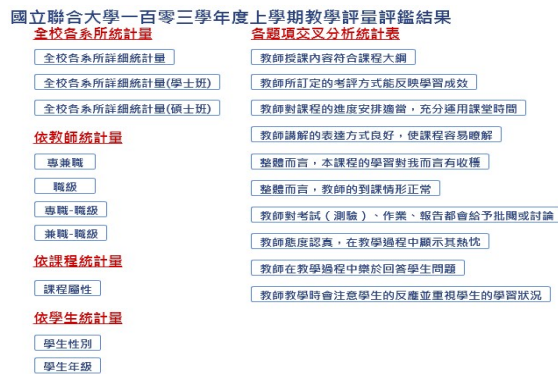 國立聯合大學一百零三學年度上學期教學評量評鑑結果
全校各系所統計量
全校各系所詳細統計量
全校各系所詳細統計量(學士班)
全校各系所詳細統計量(碩士班)
依教師統計量
專兼職
職級
專職-職級
兼職-職級
依課程統計量
課程屬性
依學生統計量
學生性別
學生年級
各題項交叉分析統計表
教師授課內容符合課程大綱
教師所訂定的考評方式能反映學習成效
教師對課程的進度安排適當，充分運用課堂時間
教師講解的表達方式良好，使課程容易瞭解
整體而言，本課程的學習對我而言有收穫
整體而言，教師的到課情形正常
教師對考試（測驗）、作業、報告都會給予批閱或討論
教師態度認真，在教學過程中顯示其熱忱
教師在教學過程中樂於回答學生問題
教師教學時會注意學生的反應並重視學生的學習狀況